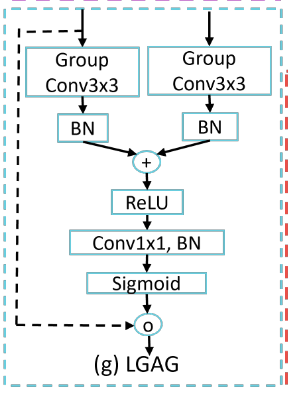 Group
Conv3x3
Group
Conv3x3
BN
BN
+
ReLU
Conv1x1, BN
Sigmoid
o
(g) LGAG